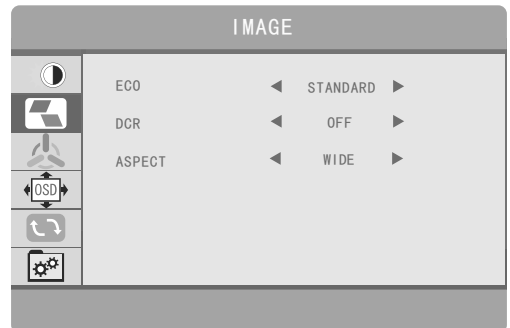 IMAGE
ECO ◀ STANDARD ▶
DCR ◀ OFF ▶
ASPECT ◀ WIDE ▶
OSD